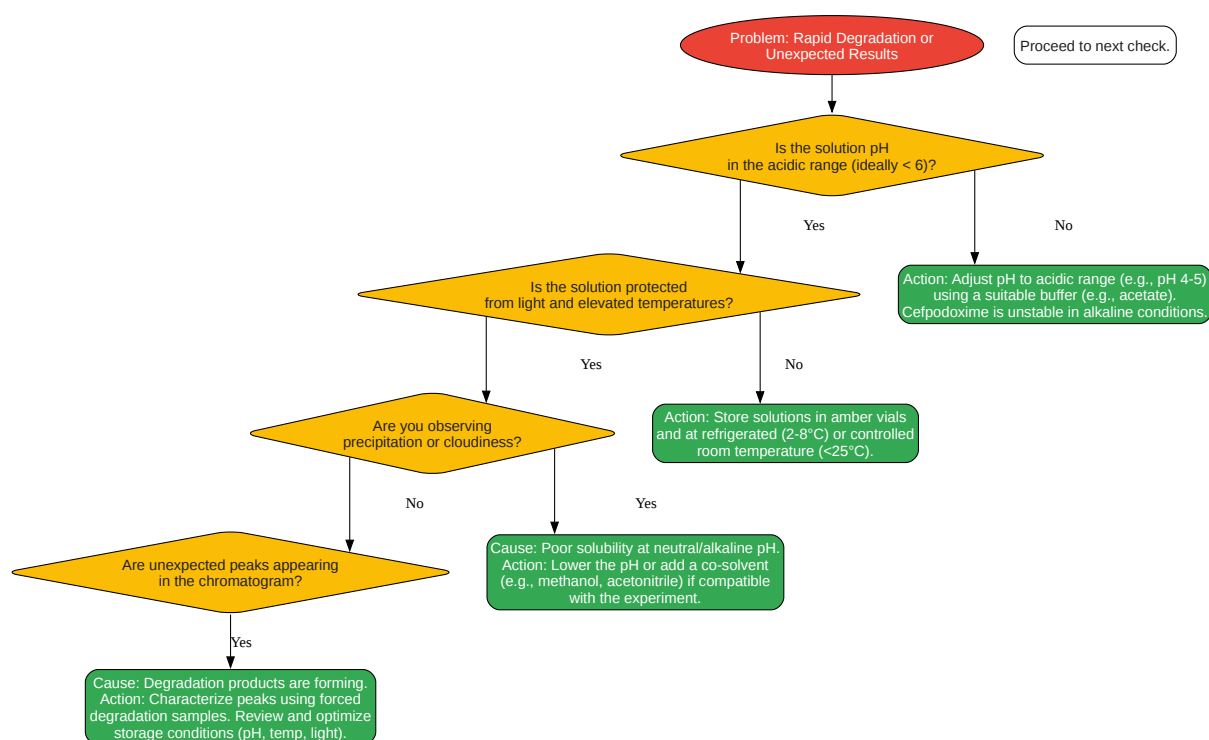 Problem: Rapid Degradation or
Unexpected Results
Proceed to next check.
Is the solution pH
in the acidic range (ideally < 6)?
Yes
No
Is the solution protected
from light and elevated temperatures?
Action: Adjust pH to acidic range (e.g., pH 4-5)
using a suitable buffer (e.g., acetate).
Cefpodoxime is unstable in alkaline conditions.
Yes
No
Are you observing
precipitation or cloudiness?
Action: Store solutions in amber vials
and at refrigerated (2-8°C) or controlled
room temperature (<25°C).
No
Yes
Are unexpected peaks appearing
in the chromatogram?
Cause: Poor solubility at neutral/alkaline pH.
Action: Lower the pH or add a co-solvent
(e.g., methanol, acetonitrile) if compatible
with the experiment.
Yes
Cause: Degradation products are forming.
Action: Characterize peaks using forced
degradation samples. Review and optimize
storage conditions (pH, temp, light).